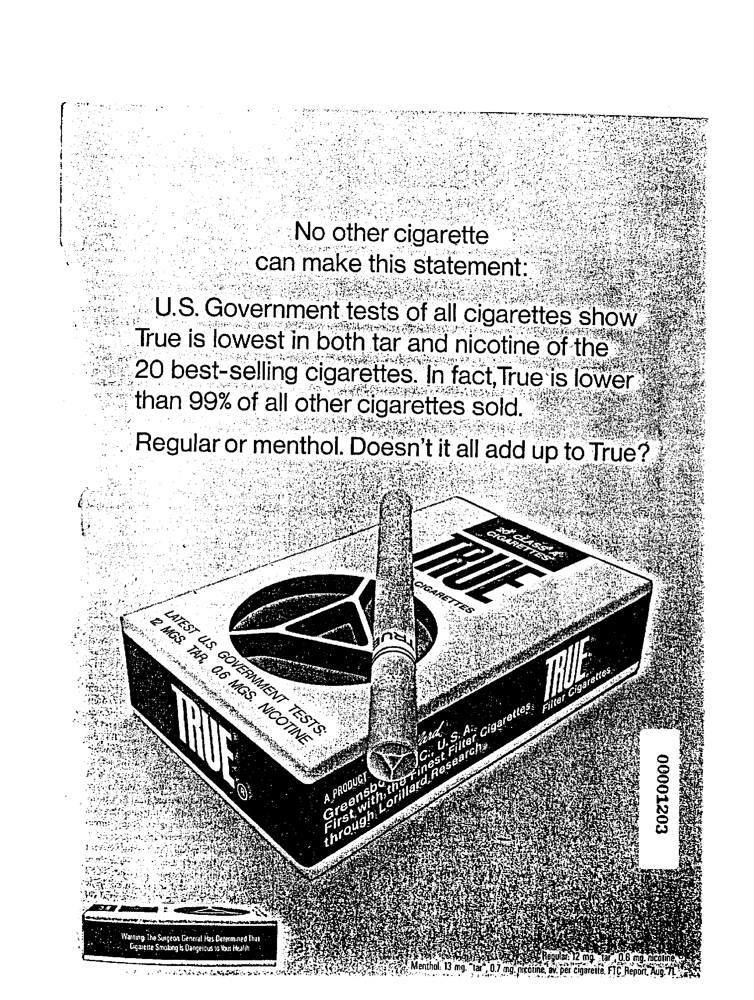 No other cigarette
can make this statement:
U.S. Government tests of all cigarettes show
True is lowest in both tar and nicotine of the
20 best-selling cigarettes. In fact, True is lower
than 99% of all other cigarettes sold.
Regular or menthol. Doesn't it all add up to True?
20 CLASS A
CIGARETTES
TRUE
CIGARETTES
LATEST U.S. GOVERNMENT TESTS:
12 MGS. TAR, 0.6 MGS. NICOTINE
TRUE
TRUE
®
TRUE
Filter Cigarettes
A PRODUCT
C., U. S. A.
First with the Finest Filter Cigarettes
through Lorillard Research
00001203
Warning: The Surgeon General Has Determined That
Cigarette Smoking Is Dangerous to Your Health
Regular: 12 mg. "tar", 0.6 mg. nicotine,
Menthol: 13 mg. "tar", 0.7 mg. nicotine, av. per cigarette, FTC Report, Aug. '71